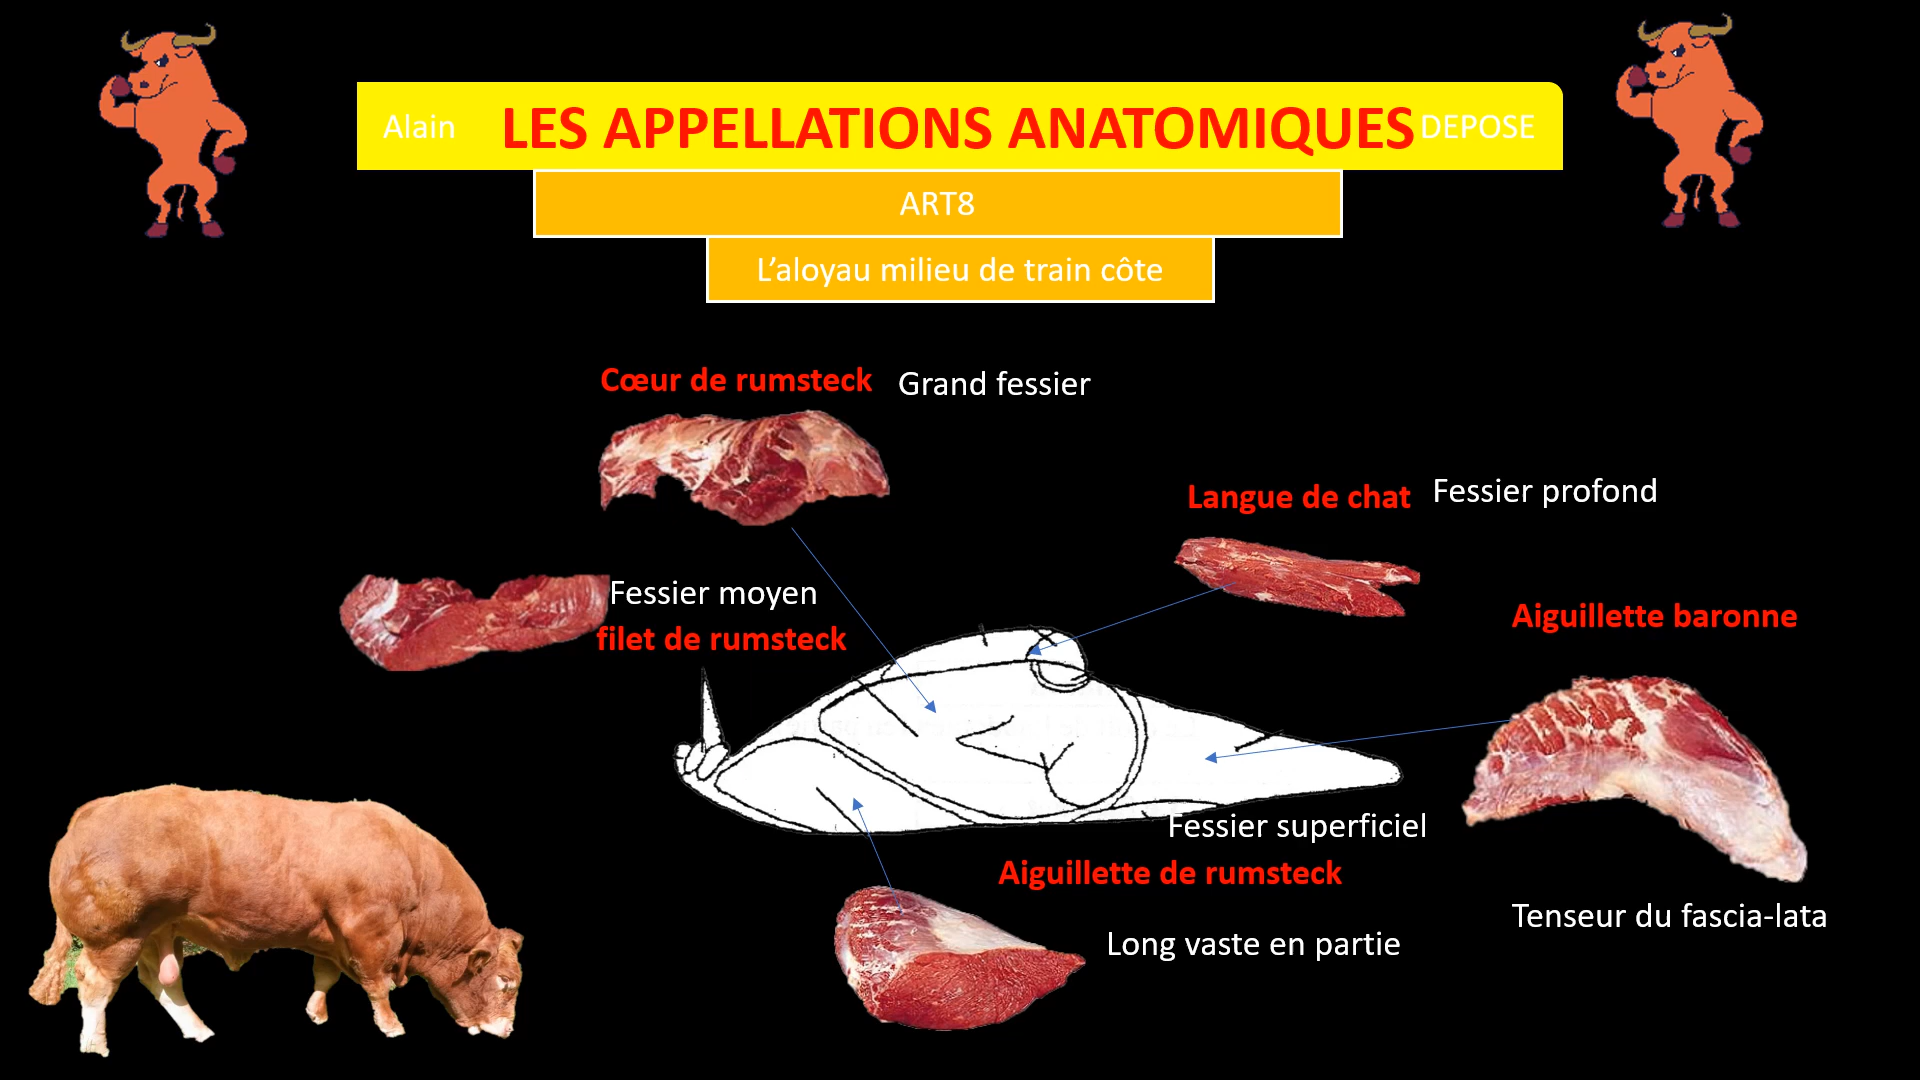 Alain LES APPELLATIONS ANATOMIQUES DEPOSE
ART8
L’aloyau milieu de train côte
Cœur de rumsteck Grand fessier
Langue de chat Fessier profond
Fessier moyen
filet de rumsteck
Aiguillette baronne
Fessier superficiel
Aiguillette de rumsteck
Tenseur du fascia-lata
Long vaste en partie